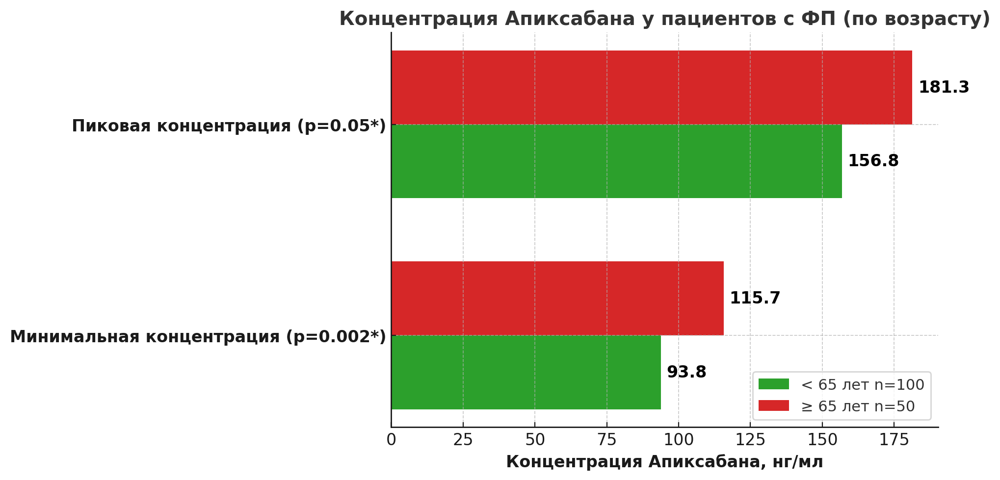 Концентрация Апиксабана у пациентов с ФП (по возрасту)
181.3
Пиковая концентрация (p=0.05*)
156.8
115.7
Минимальная концентрация (p=0.002*)
93.8
< 65 лет n=100
≥ 65 лет n=50
0 25 50 75 100 125 150 175
Концентрация Апиксабана, нг/мл